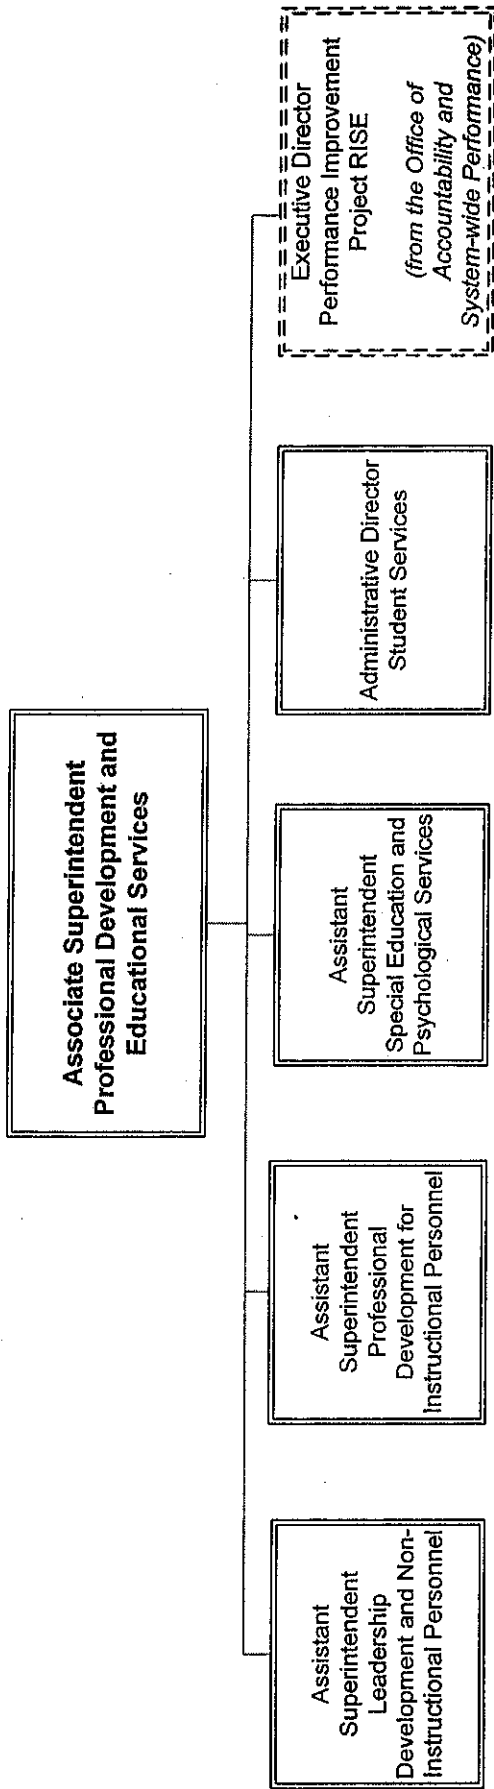 Associate Superintendent
Professional Development and
Educational Services
Assistant
Superintendent
Leadership
Development and Non-
Instructional Personnel
Assistant
Superintendent
Professional
Development for
Instructional Personnel
Assistant
Superintendent
Special Education and
Psychological Services
Administrative Director
Student Services
Executive Director
Performance Improvement
Project RISE
(from the Office of
Accountability and
System-wide Performance)